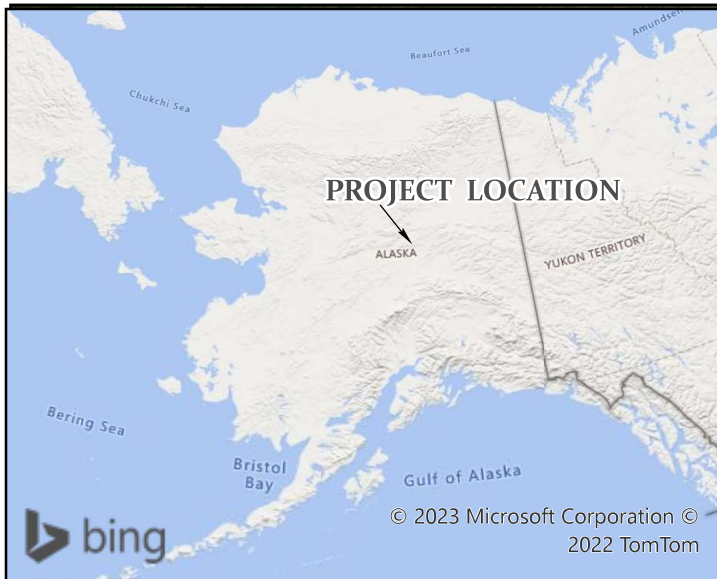 Amundsen
Beaufort Sea
Chukchi Sea
PROJECT LOCATION
ALASKA
YUKON TERRITORY
Bering Sea
Bristol
Bay
Gulf of Alaska
© 2023 Microsoft Corporation ©
2022 TomTom
bing